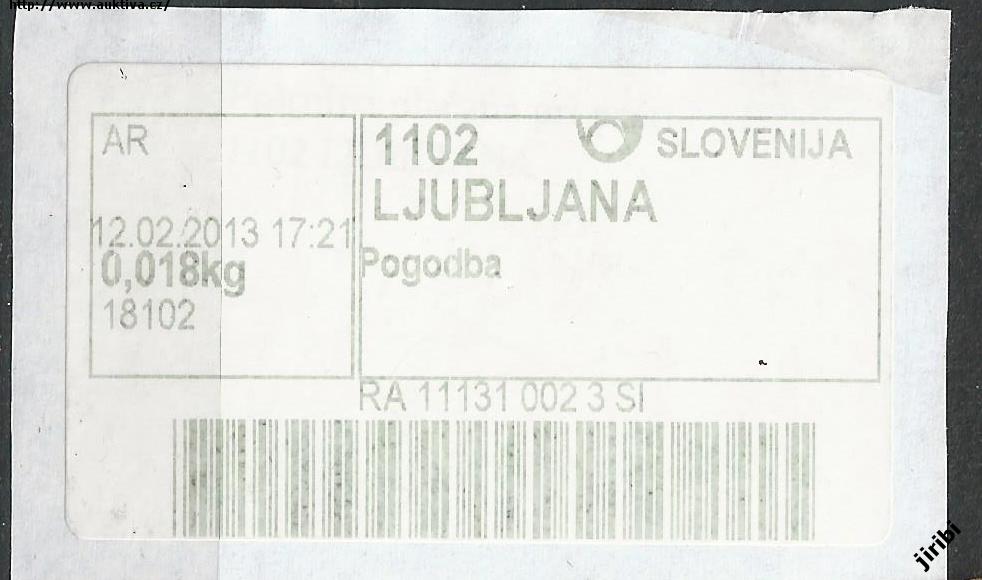 http://www.auktiva.cz/
AR
12.02.2013 17:21
0,018kg
18102
1102
SLOVENIJA
LJUBLJANA
Pogodba
RA 11131 002 3 SI
jiribi